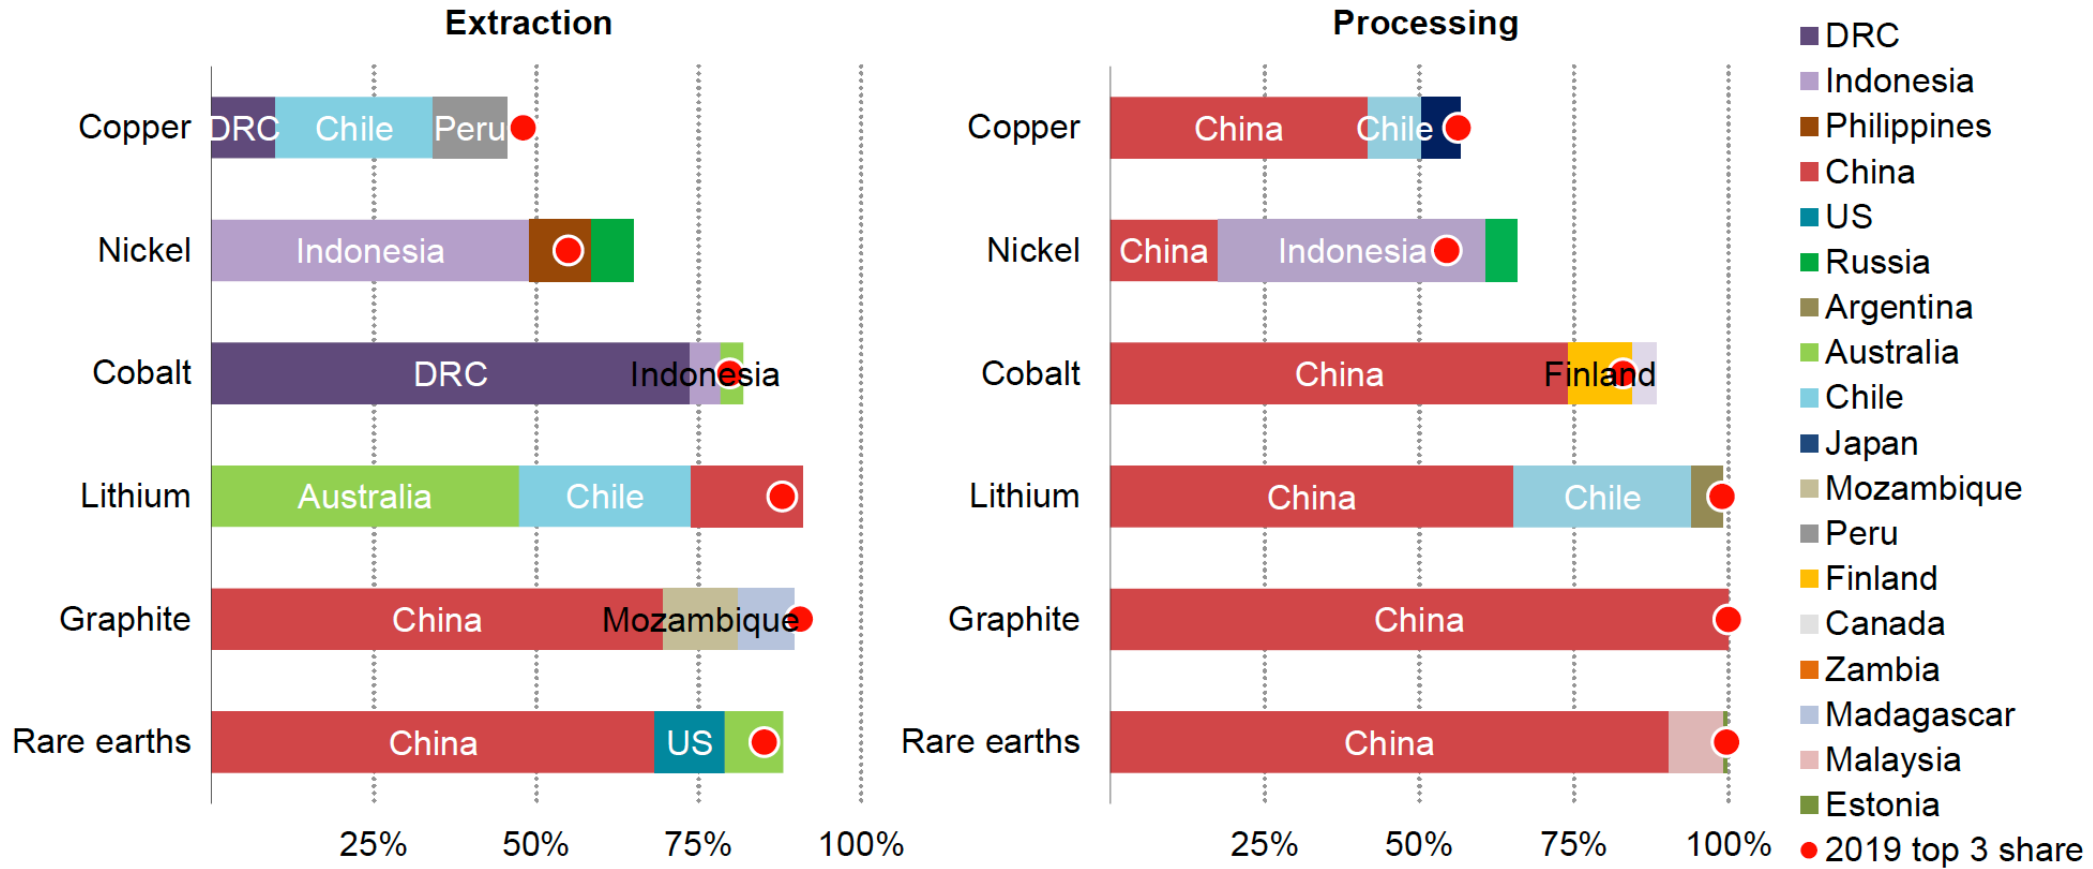 Extraction
Copper
DRC
Chile
Peru
Nickel
Indonesia
Cobalt
DRC
Indonesia
Lithium
Australia
Chile
Graphite
China
Mozambique
Rare earths
China
US
25%
50%
75%
100%
Processing
Copper
China
Chile
Nickel
China
Indonesia
Cobalt
China
Finland
Lithium
China
Chile
Graphite
China
Rare earths
China
25%
50%
75%
100%
DRC
Indonesia
Philippines
China
US
Russia
Argentina
Australia
Chile
Japan
Mozambique
Peru
Finland
Canada
Zambia
Madagascar
Malaysia
Estonia
2019 top 3 share